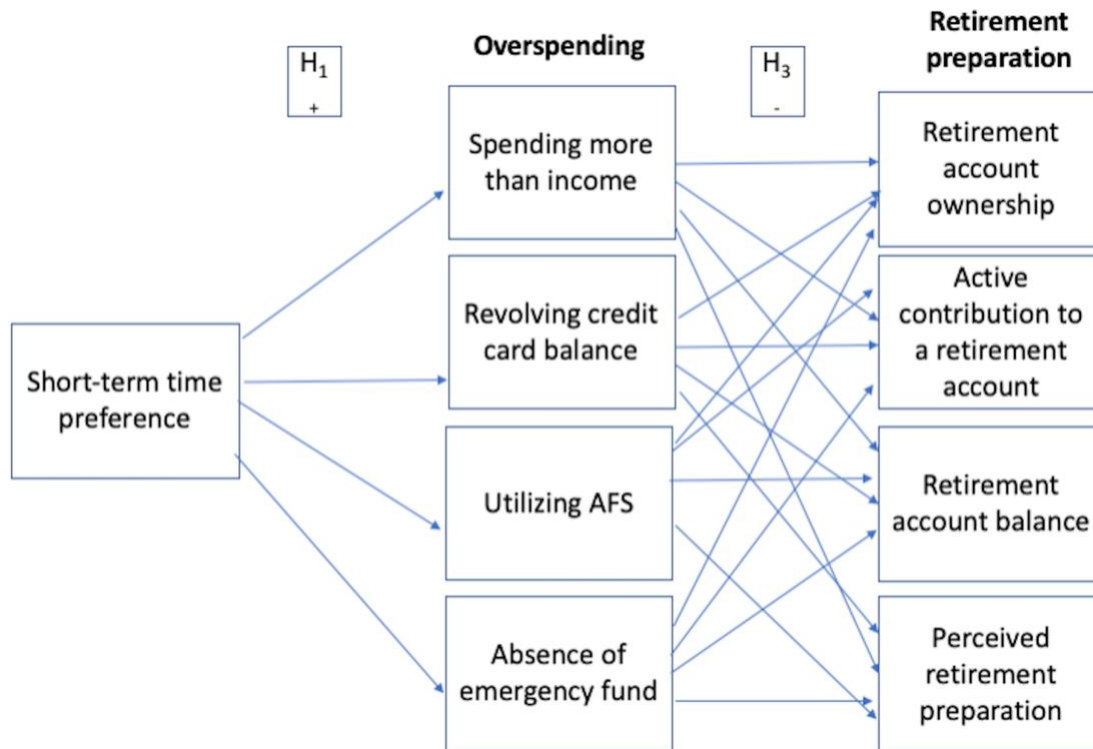 H₁
+
Overspending
H₃
-
Retirement
preparation
Short-term time
preference
Spending more
than income
Revolving credit
card balance
Utilizing AFS
Absence of
emergency fund
Retirement
account
ownership
Active
contribution to
a retirement
account
Retirement
account balance
Perceived
retirement
preparation